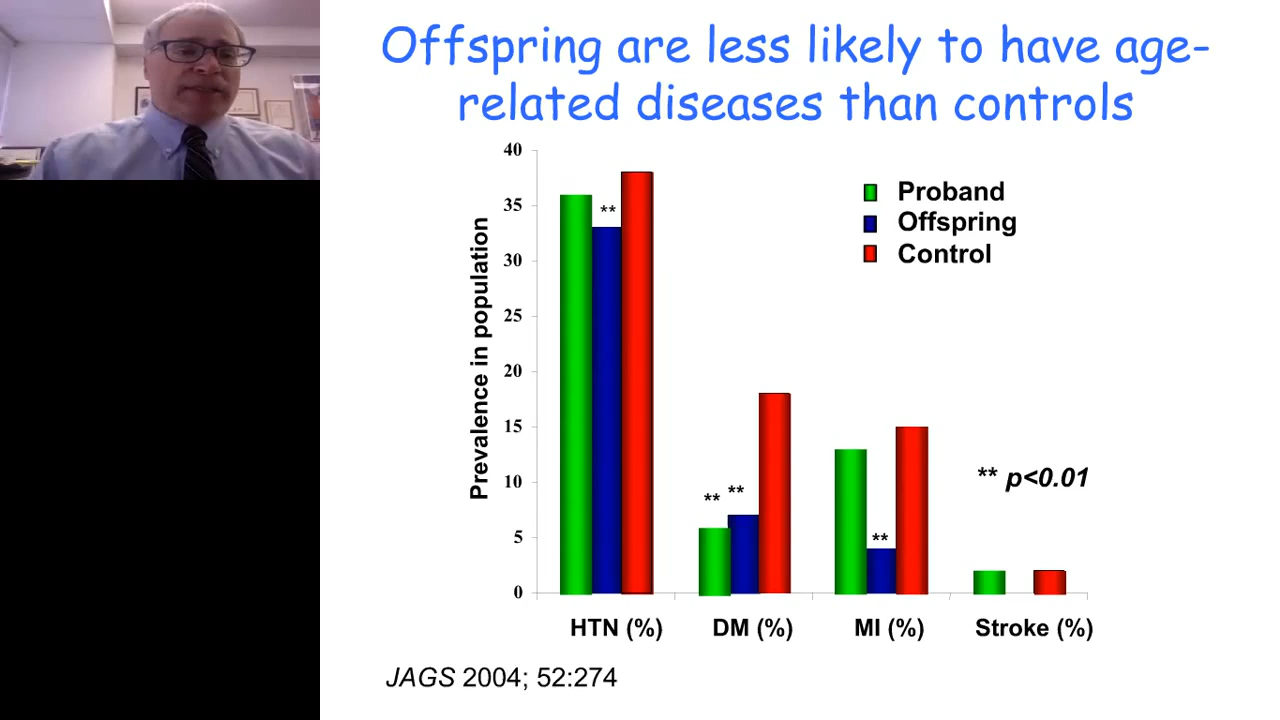 Offspring are less likely to have age-
related diseases than controls
Prevalence in population
40
35
30
25
20
15
10
5
0
**
** **
**
Proband
Offspring
Control
** p<0.01
HTN (%) DM (%) MI (%) Stroke (%)
JAGS 2004; 52:274